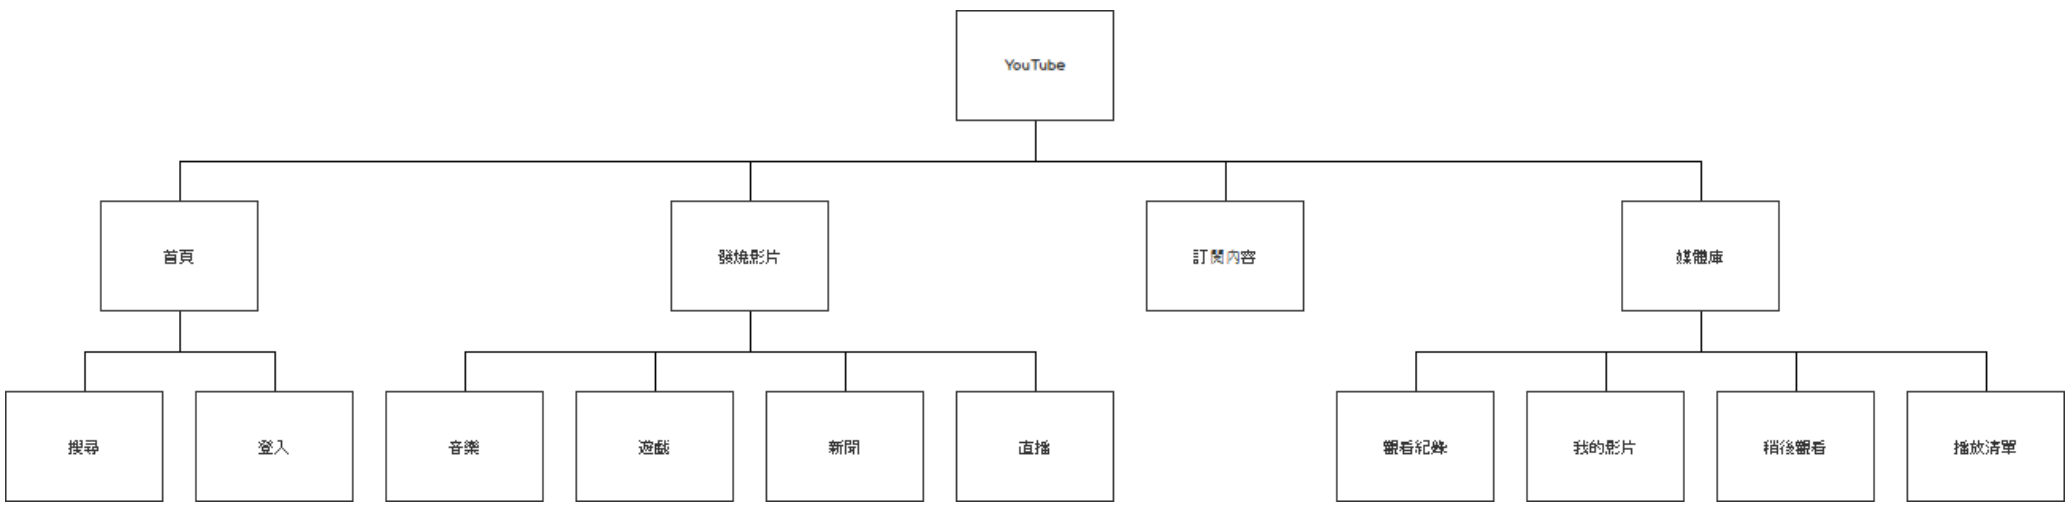 YouTube
首頁
發燒影片
訂閱內容
媒體庫
搜尋
登入
音樂
遊戲
新聞
直播
觀看紀錄
我的影片
稍後觀看
播放清單